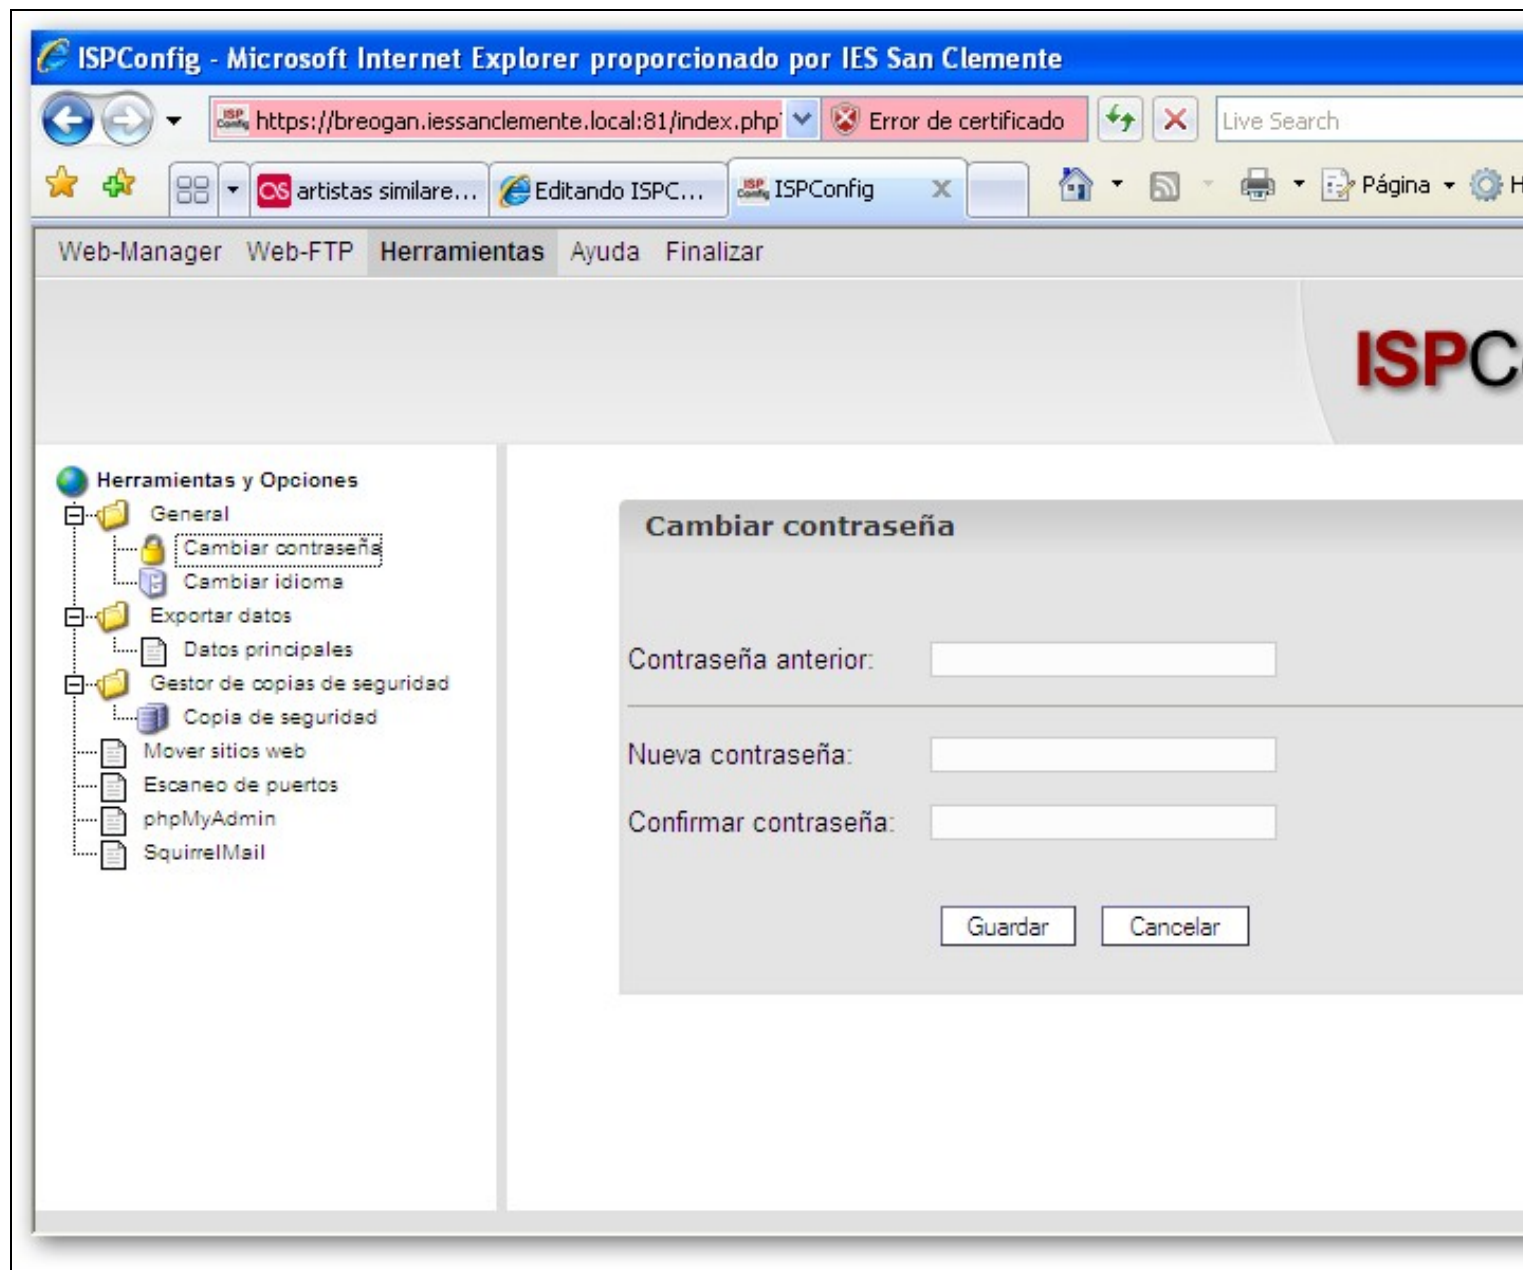 ISPConfig - Microsoft Internet Explorer proporcionado por IES San Clemente
https://breogan.iessanclemente.local:81/index.php Error de certificado Live Search
artistas similare... Editando ISPC... ISPConfig Página
Web-Manager Web-FTP Herramientas Ayuda Finalizar
ISPC
Herramientas y Opciones
General
Cambiar contraseña
Cambiar idioma
Exportar datos
Datos principales
Gestor de copias de seguridad
Copia de seguridad
Mover sitios web
Escaneo de puertos
phpMyAdmin
SquirrelMail
Cambiar contraseña
Contraseña anterior:
Nueva contraseña:
Confirmar contraseña:
Guardar Cancelar